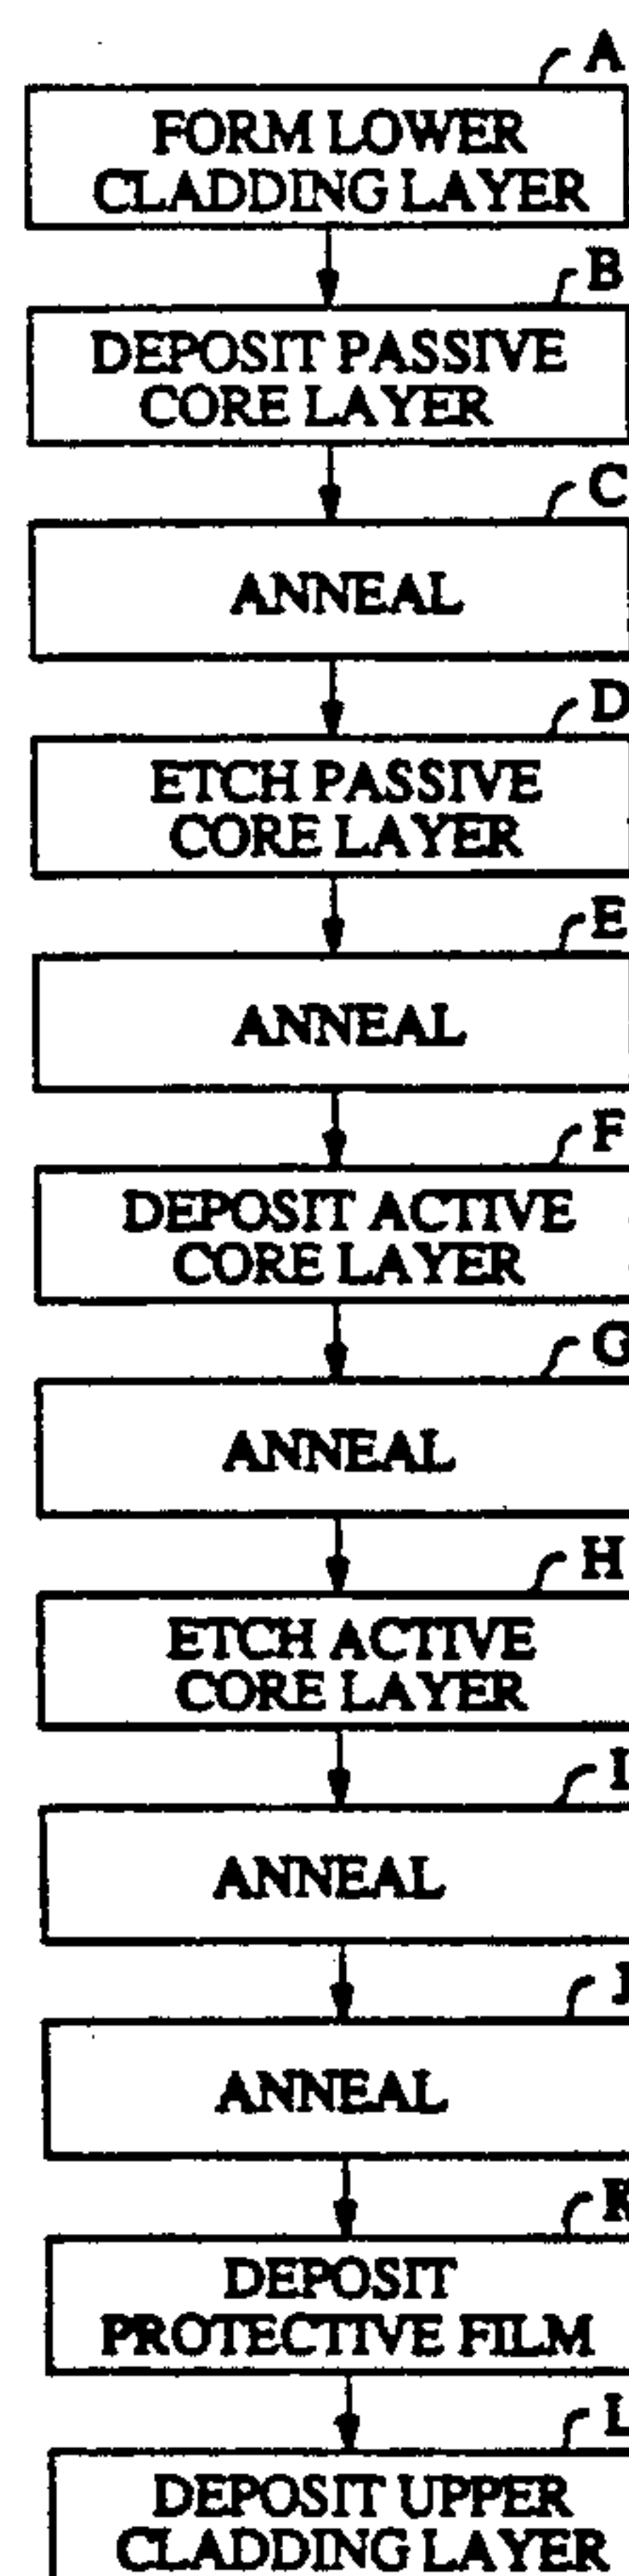 A
FORM LOWER
CLADDING LAYER
B
DEPOSIT PASSIVE
CORE LAYER
C
ANNEAL
D
ETCH PASSIVE
CORE LAYER
E
ANNEAL
F
DEPOSIT ACTIVE
CORE LAYER
G
ANNEAL
H
ETCH ACTIVE
CORE LAYER
I
ANNEAL
J
ANNEAL
K
DEPOSIT
PROTECTIVE FILM
L
DEPOSIT UPPER
CLADDING LAYER